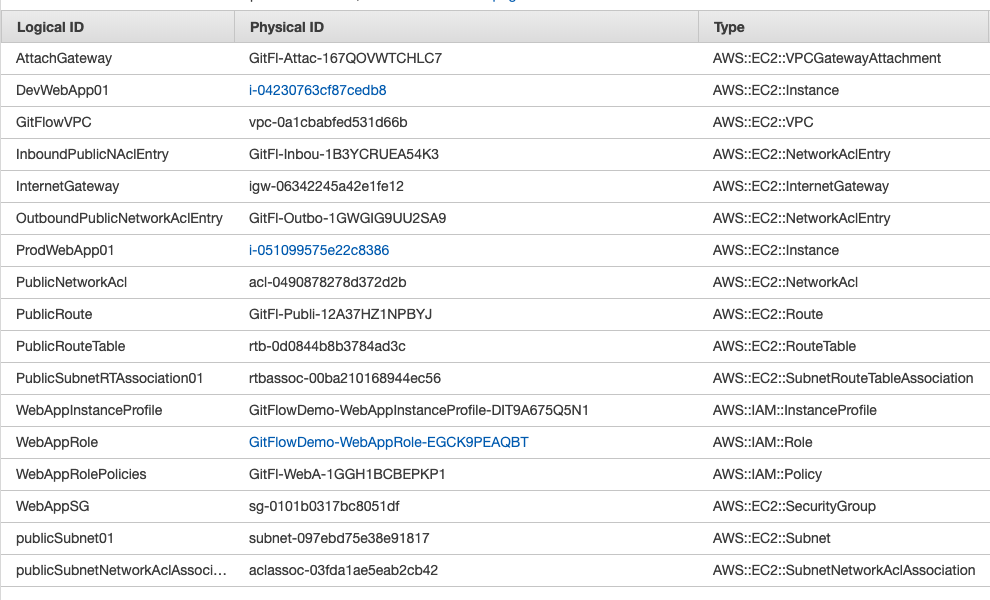 Logical ID Physical ID Type
AttachGateway GitFl-Attac-167QOVWTCHLC7 AWS::EC2::VPCGatewayAttachment
DevWebApp01 i-04230763cf87cedb8 AWS::EC2::Instance
GitFlowVPC vpc-0a1cbabfed531d66b AWS::EC2::VPC
InboundPublicNAclEntry GitFl-Inbou-1B3YCRUEA54K3 AWS::EC2::NetworkAclEntry
InternetGateway igw-06342245a42e1fe12 AWS::EC2::InternetGateway
OutboundPublicNetworkAclEntry GitFl-Outbo-1GWGIG9UU2SA9 AWS::EC2::NetworkAclEntry
ProdWebApp01 i-051099575e22c8386 AWS::EC2::Instance
PublicNetworkAcl acl-0490878278d372d2b AWS::EC2::NetworkAcl
PublicRoute GitFl-Publi-12A37HZ1NPBYJ AWS::EC2::Route
PublicRouteTable rtb-0d0844b8b3784ad3c AWS::EC2::RouteTable
PublicSubnetRTAssociation01 rtbassoc-00ba210168944ec56 AWS::EC2::SubnetRouteTableAssociation
WebAppInstanceProfile GitFlowDemo-WebAppInstanceProfile-DIT9A675Q5N1 AWS::IAM::InstanceProfile
WebAppRole GitFlowDemo-WebAppRole-EGCK9PEAQBT AWS::IAM::Role
WebAppRolePolicies GitFl-WebA-1GGH1BCBEPKP1 AWS::IAM::Policy
WebAppSG sg-0101b0317bc8051df AWS::EC2::SecurityGroup
publicSubnet01 subnet-097ebd75e38e91817 AWS::EC2::Subnet
publicSubnetNetworkAclAssoci… aclassoc-03fda1ae5eab2cb42 AWS::EC2::SubnetNetworkAclAssociation